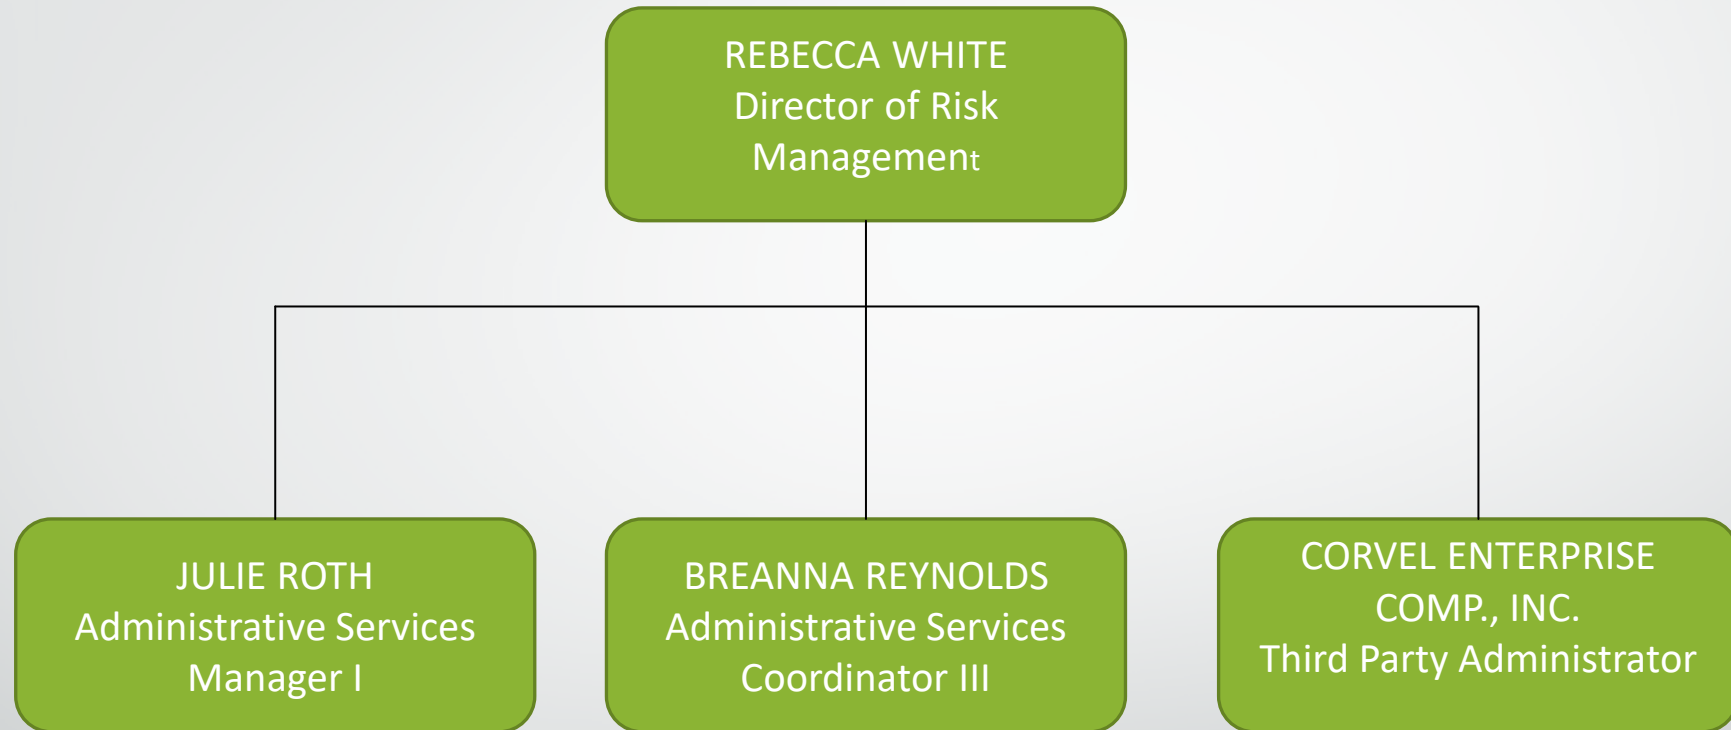 REBECCA WHITE
Director of Risk
Management
JULIE ROTH
Administrative Services
Manager I
BREANNA REYNOLDS
Administrative Services
Coordinator III
CORVEL ENTERPRISE
COMP., INC.
Third Party Administrator